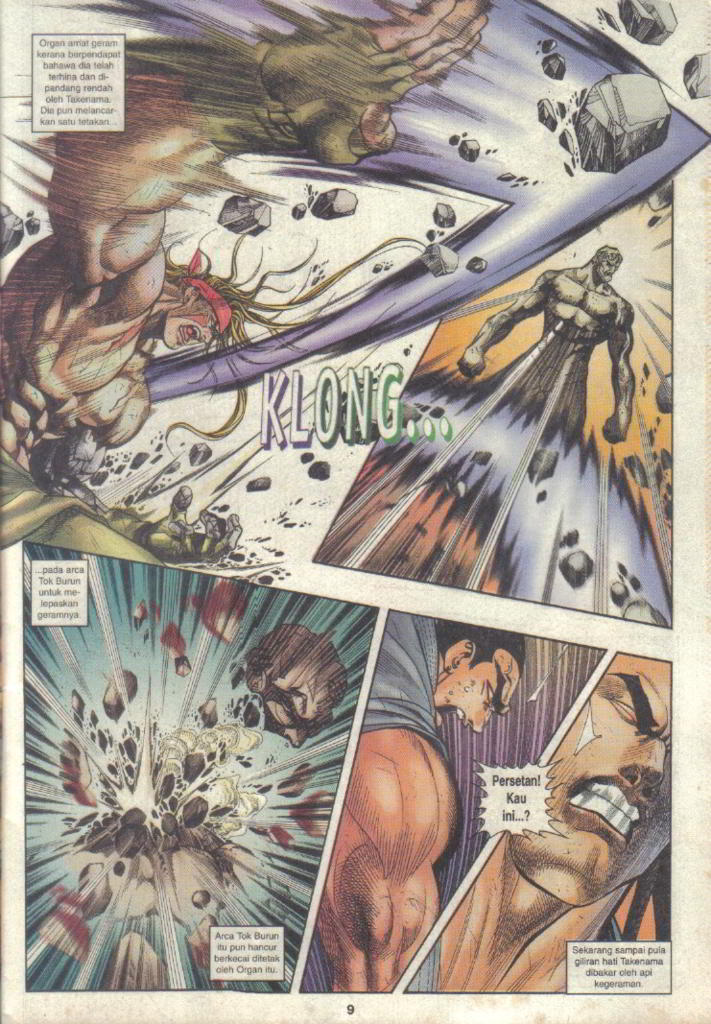 Organ amat geram
kerana berpendapat
bahawa dia telah
terhina dan di-
pandang rendah
oleh Takenama.
Dia pun melancar-
kan satu tetakan...
KLONG...
...pada arca
Tok Burun
untuk me-
lepaskan
geramnya.
Arca Tok Burun
itu pun hancur
berkecai ditetak
oleh Organ itu.
Persetan!
Kau
ini...?
Sekarang sampai pula
giliran hati Takenama
dibakar oleh api
kegeraman.
9